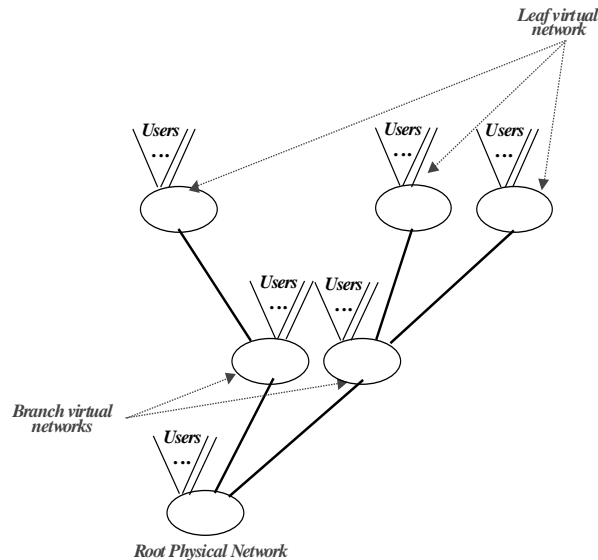 Leaf virtual
network
Users
...
Users
...
Users
...
Users
...
Users
...
Branch virtual
networks
Users
...
Root Physical Network